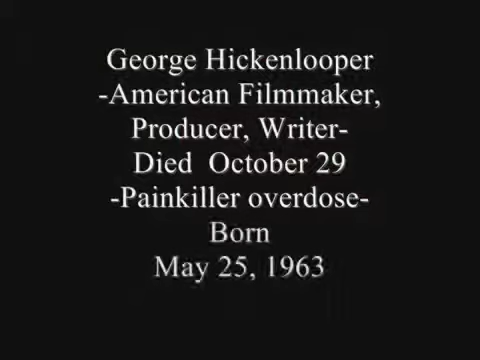 George Hickenlooper
-American Filmmaker,
Producer, Writer-
Died  October 29
-Painkiller overdose-
Born
May 25, 1963